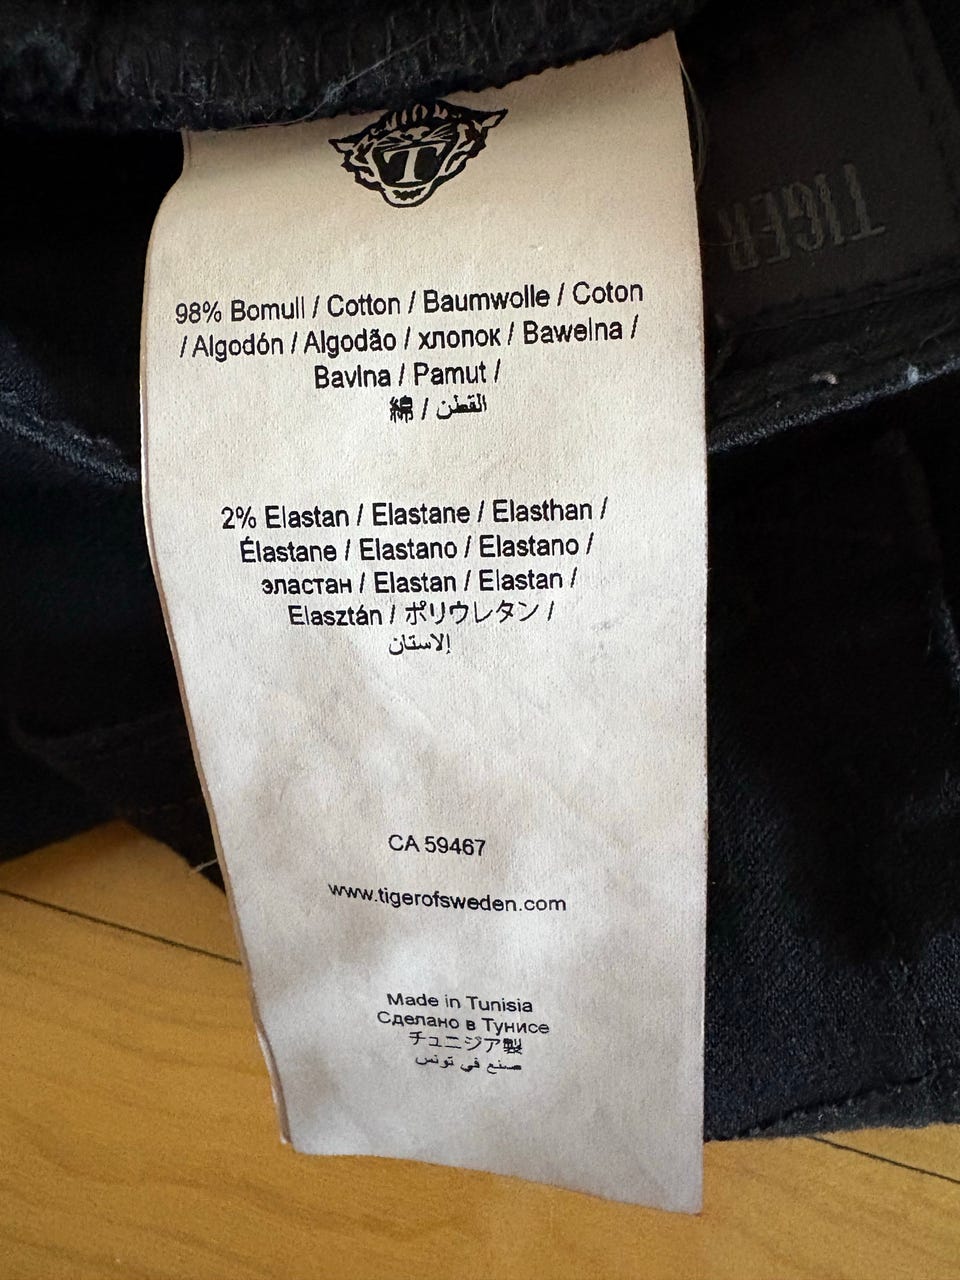 T
TIGER
98% Bomull / Cotton / Baumwolle / Coton
/ Algodón / Algodão / хлопок / Bawełna /
Bavlna / Pamut /
綿 / القطن
2% Elastan / Elastane / Elasthan /
Élastane / Elastano / Elastano /
эластан / Elastan / Elastan /
Elasztán / ポリウレタン /
إلاستان
CA 59467
www.tigerofsweden.com
Made in Tunisia
Сделано в Тунисе
チュニジア製
صنع في تونس